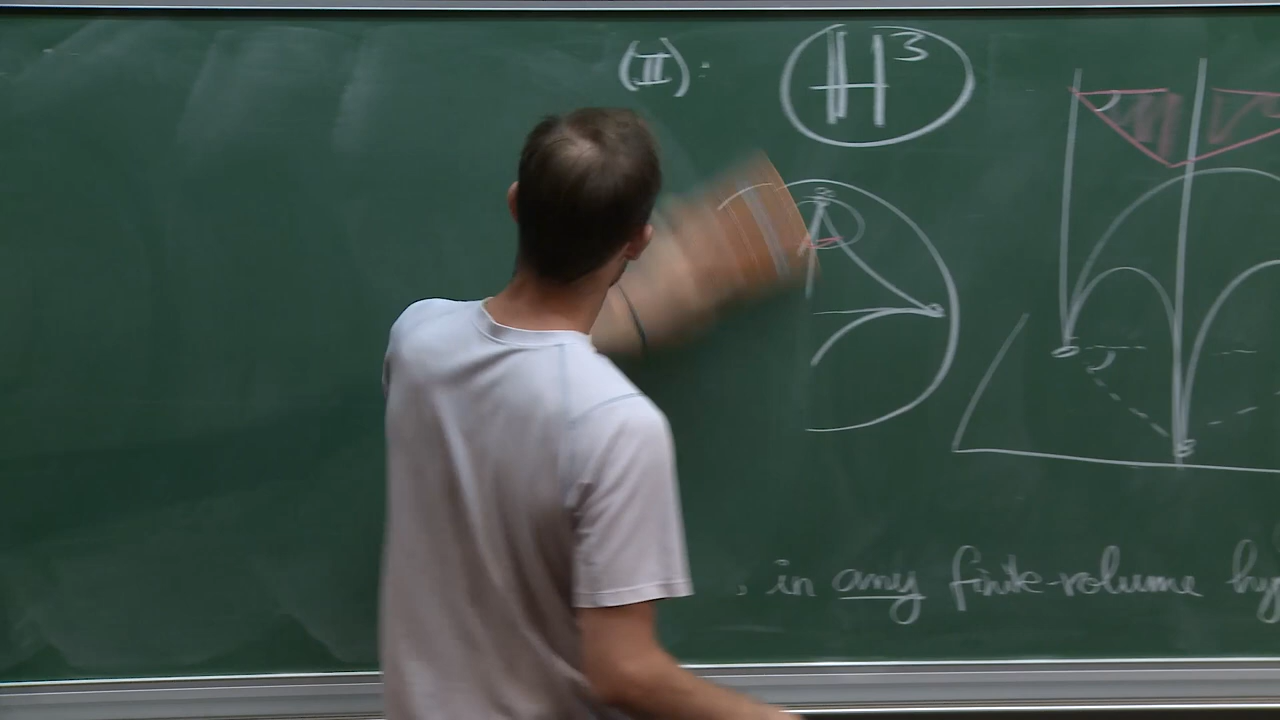 (II): ℍ³
, in any finite-volume hy